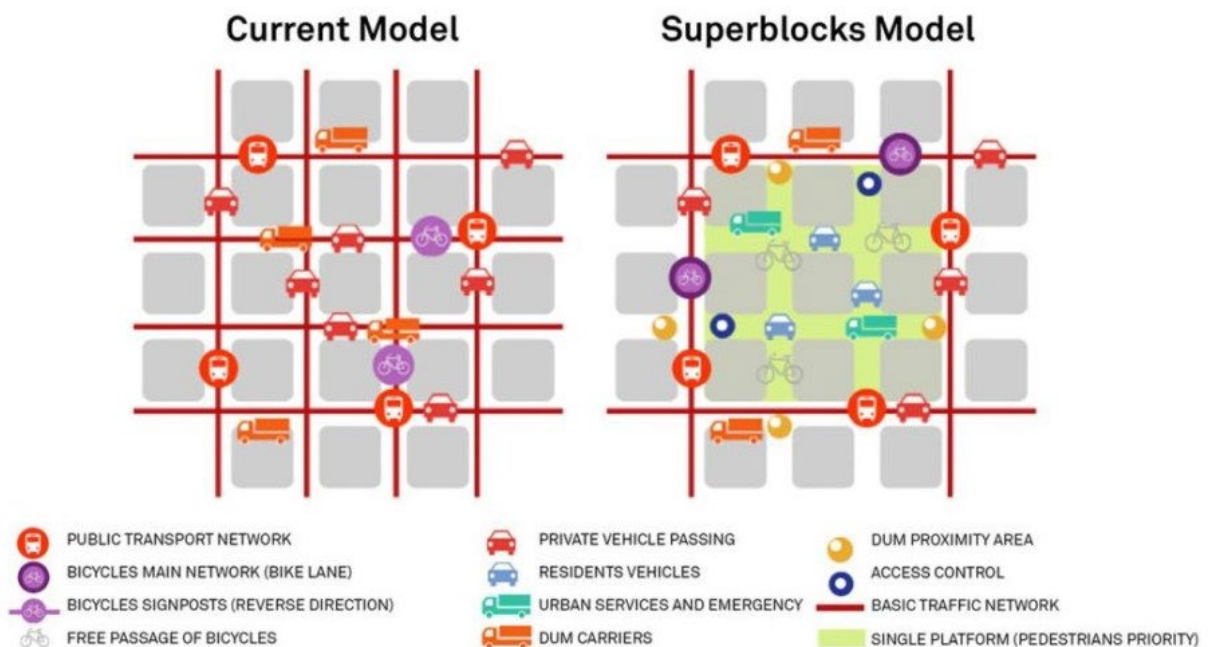 Current Model
Superblocks Model
PUBLIC TRANSPORT NETWORK
BICYCLES MAIN NETWORK (BIKE LANE)
BICYCLES SIGNPOSTS (REVERSE DIRECTION)
FREE PASSAGE OF BICYCLES
PRIVATE VEHICLE PASSING
RESIDENTS VEHICLES
URBAN SERVICES AND EMERGENCY
DUM CARRIERS
DUM PROXIMITY AREA
ACCESS CONTROL
BASIC TRAFFIC NETWORK
SINGLE PLATFORM (PEDESTRIANS PRIORITY)